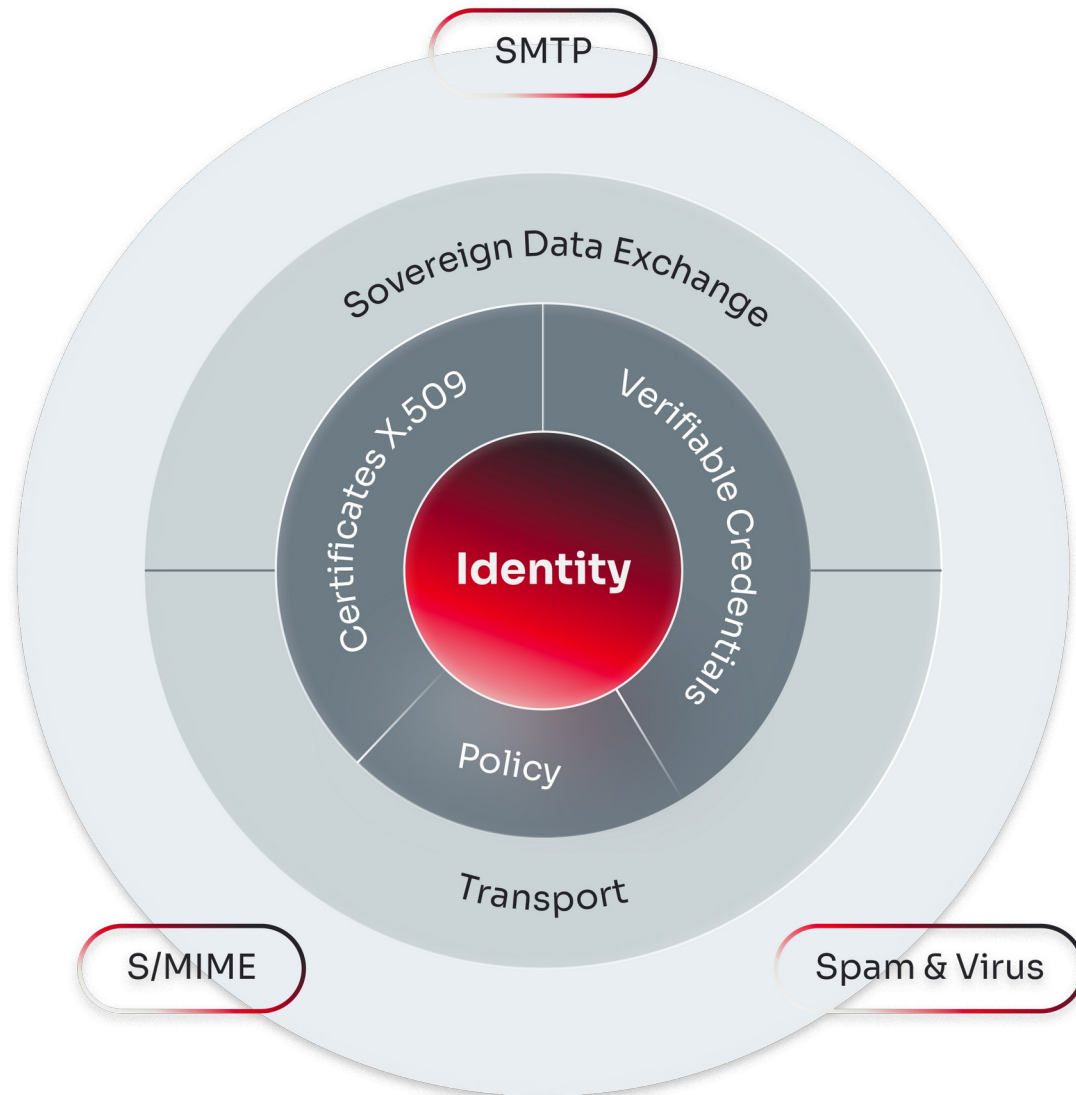 SMTP
Sovereign Data Exchange
Certificates X.509
Verifiable Credentials
Identity
Policy
Transport
S/MIME
Spam & Virus